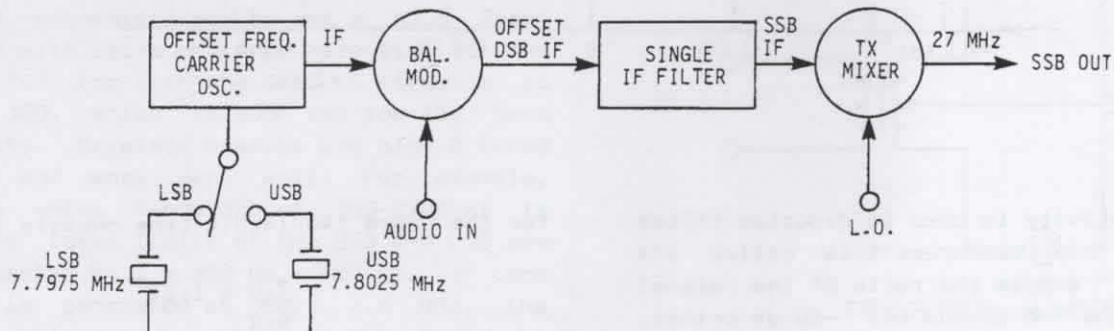 OFFSET FREQ.
CARRIER
OSC.
IF
BAL.
MOD.
OFFSET
DSB IF
SINGLE
IF FILTER
SSB
IF
TX
MIXER
27 MHz
SSB OUT
LSB
USB
AUDIO IN
L.O.
LSB
7.7975 MHz
USB
7.8025 MHz